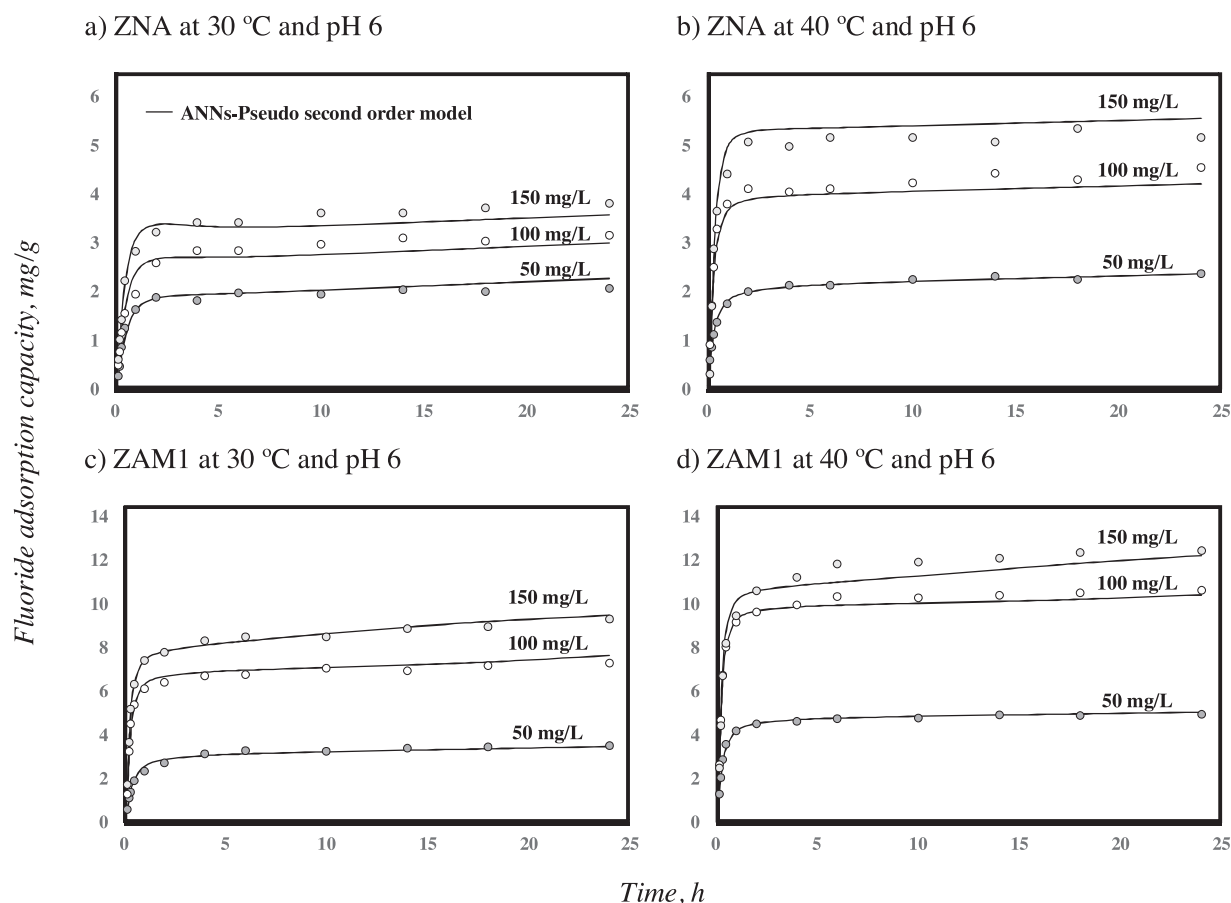 a) ZNA at 30 °C and pH 6
b) ZNA at 40 °C and pH 6
Fluoride adsorption capacity, mg/g
6
5
4
3
2
1
0
0 5 10 15 20 25
— ANNs-Pseudo second order model
150 mg/L
100 mg/L
50 mg/L
6
5
4
3
2
1
0
0 5 10 15 20 25
150 mg/L
100 mg/L
50 mg/L
c) ZAM1 at 30 °C and pH 6
d) ZAM1 at 40 °C and pH 6
14
12
10
8
6
4
2
0
0 5 10 15 20 25
150 mg/L
100 mg/L
50 mg/L
14
12
10
8
6
4
2
0
0 5 10 15 20 25
150 mg/L
100 mg/L
50 mg/L
Time, h